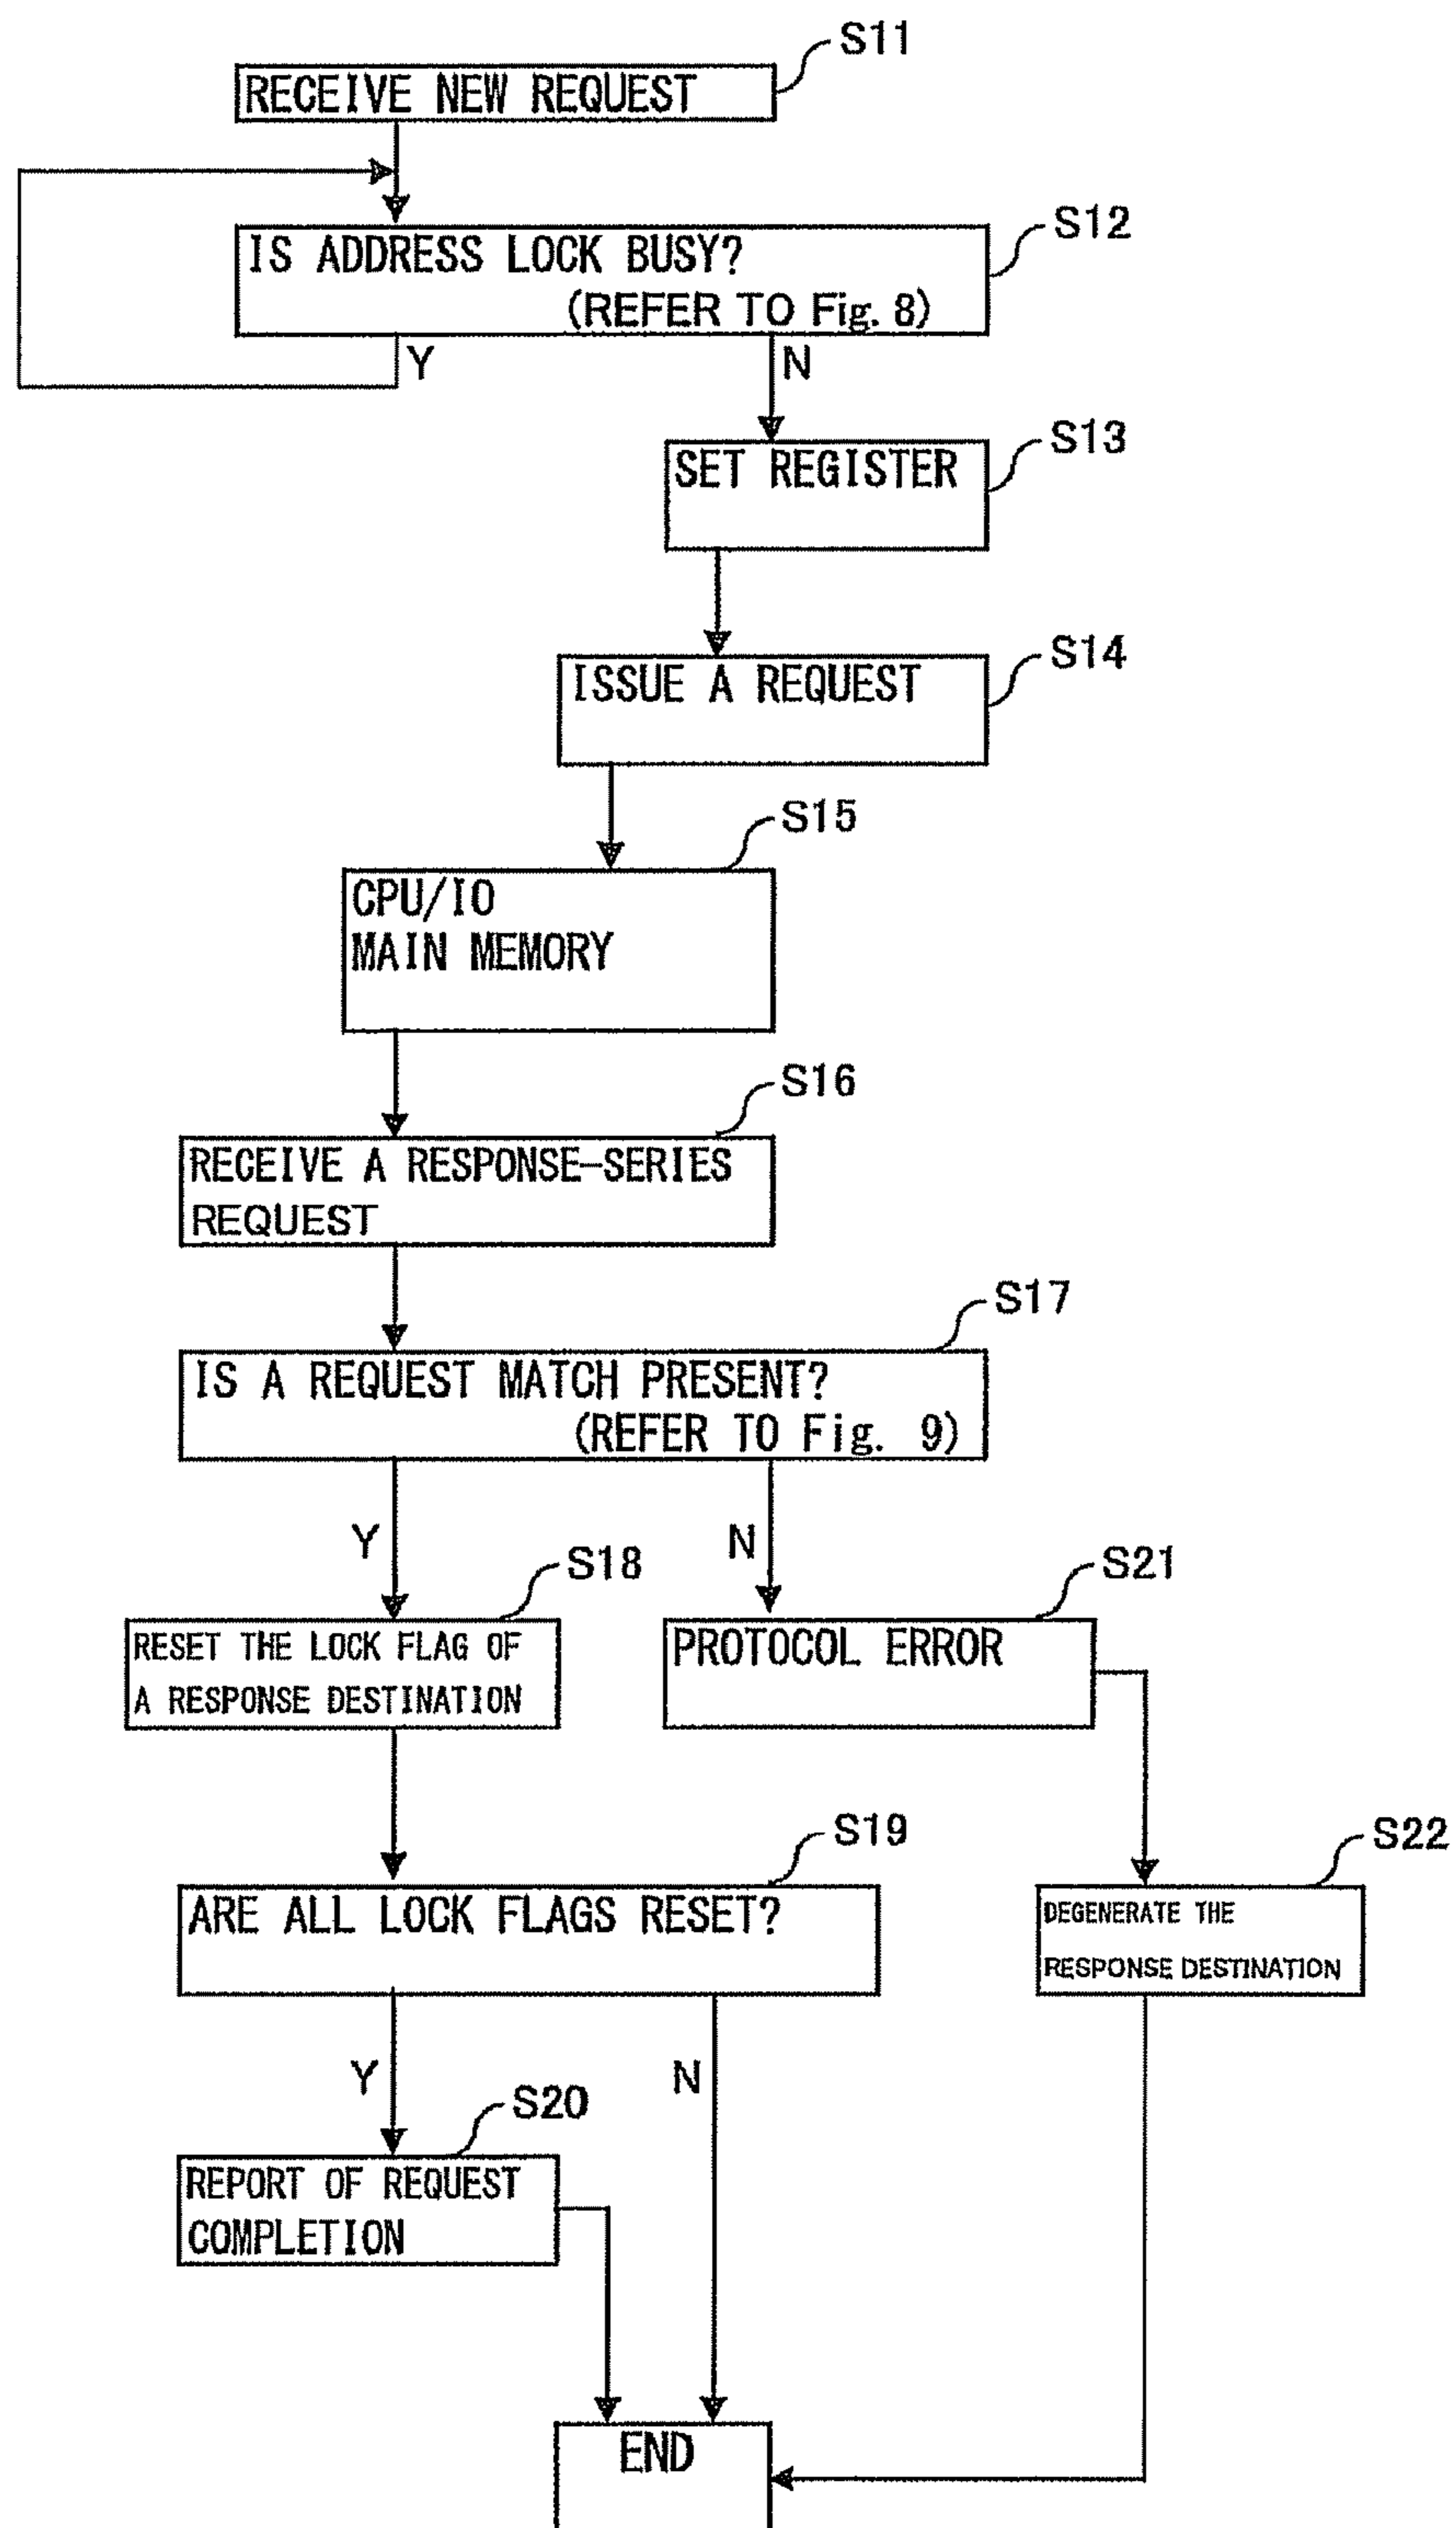 S11
RECEIVE NEW REQUEST
S12
IS ADDRESS LOCK BUSY?
(REFER TO Fig. 8)
Y
N
S13
SET REGISTER
S14
ISSUE A REQUEST
S15
CPU/IO
MAIN MEMORY
S16
RECEIVE A RESPONSE-SERIES
REQUEST
S17
IS A REQUEST MATCH PRESENT?
(REFER TO Fig. 9)
Y
N
S18
RESET THE LOCK FLAG OF
A RESPONSE DESTINATION
S21
PROTOCOL ERROR
S19
ARE ALL LOCK FLAGS RESET?
S22
DEGENERATE THE
RESPONSE DESTINATION
Y
N
S20
REPORT OF REQUEST
COMPLETION
END